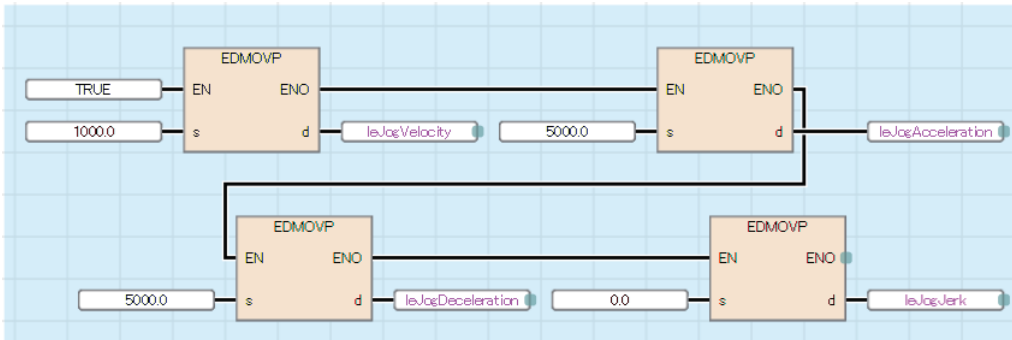 EDMOVP EDMOVP
TRUE EN ENO EN ENO
1000.0 s d leJogVelocity 5000.0 s d leJogAcceleration
EDMOVP EDMOVP
EN ENO EN ENO
5000.0 s d leJogDeceleration 0.0 s d leJogJerk